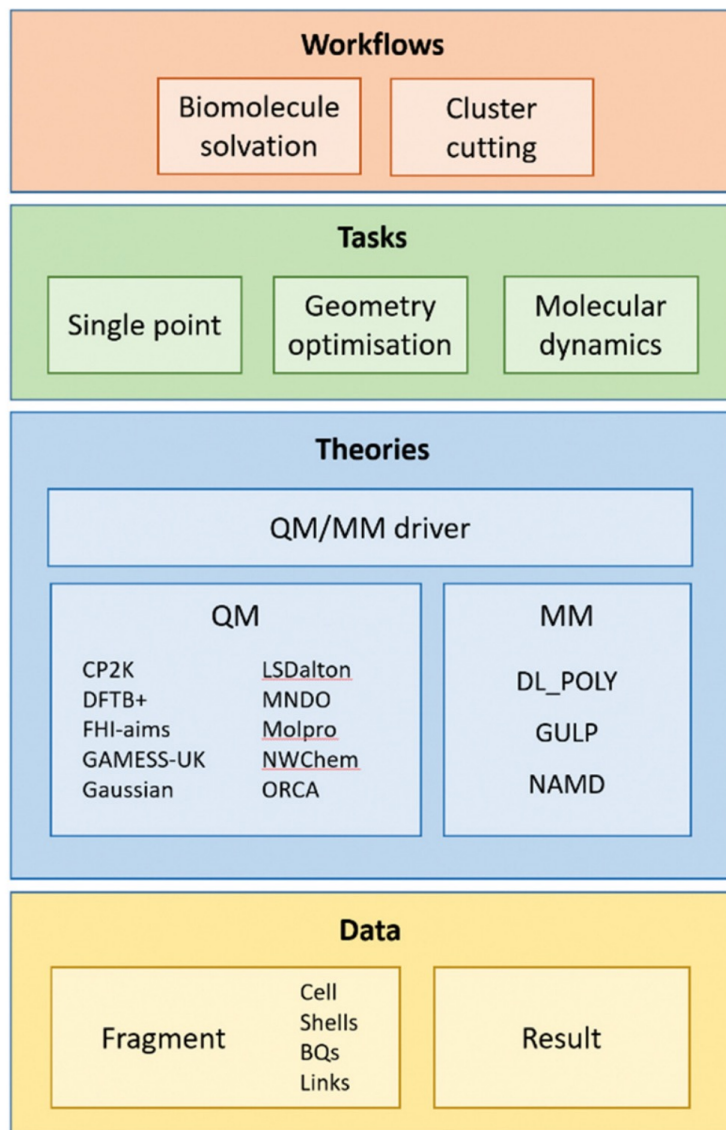 Workflows
Biomolecule
solvation
Cluster
cutting
Tasks
Single point
Geometry
optimisation
Molecular
dynamics
Theories
QM/MM driver
QM
CP2K
DFTB+
FHI-aims
GAMESS-UK
Gaussian
LSDalton
MNDO
Molpro
NWChem
ORCA
MM
DL_POLY
GULP
NAMD
Data
Fragment
Cell
Shells
BQs
Links
Result